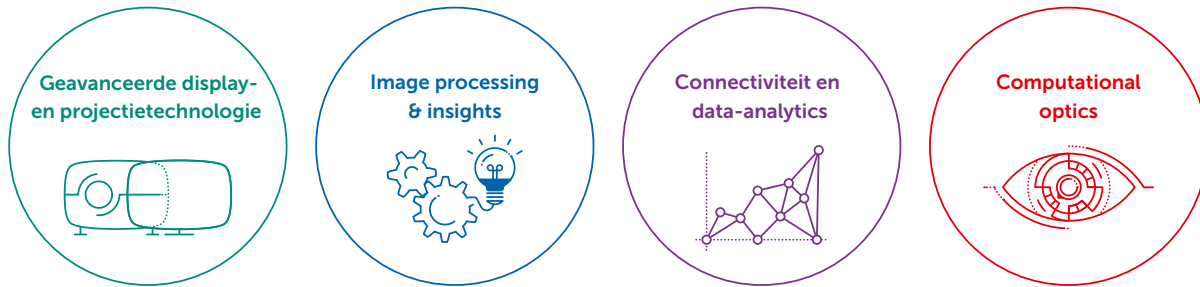 Geavanceerde display-
en projectietechnologie
Image processing
& insights
Connectiviteit en
data-analytics
Computational
optics